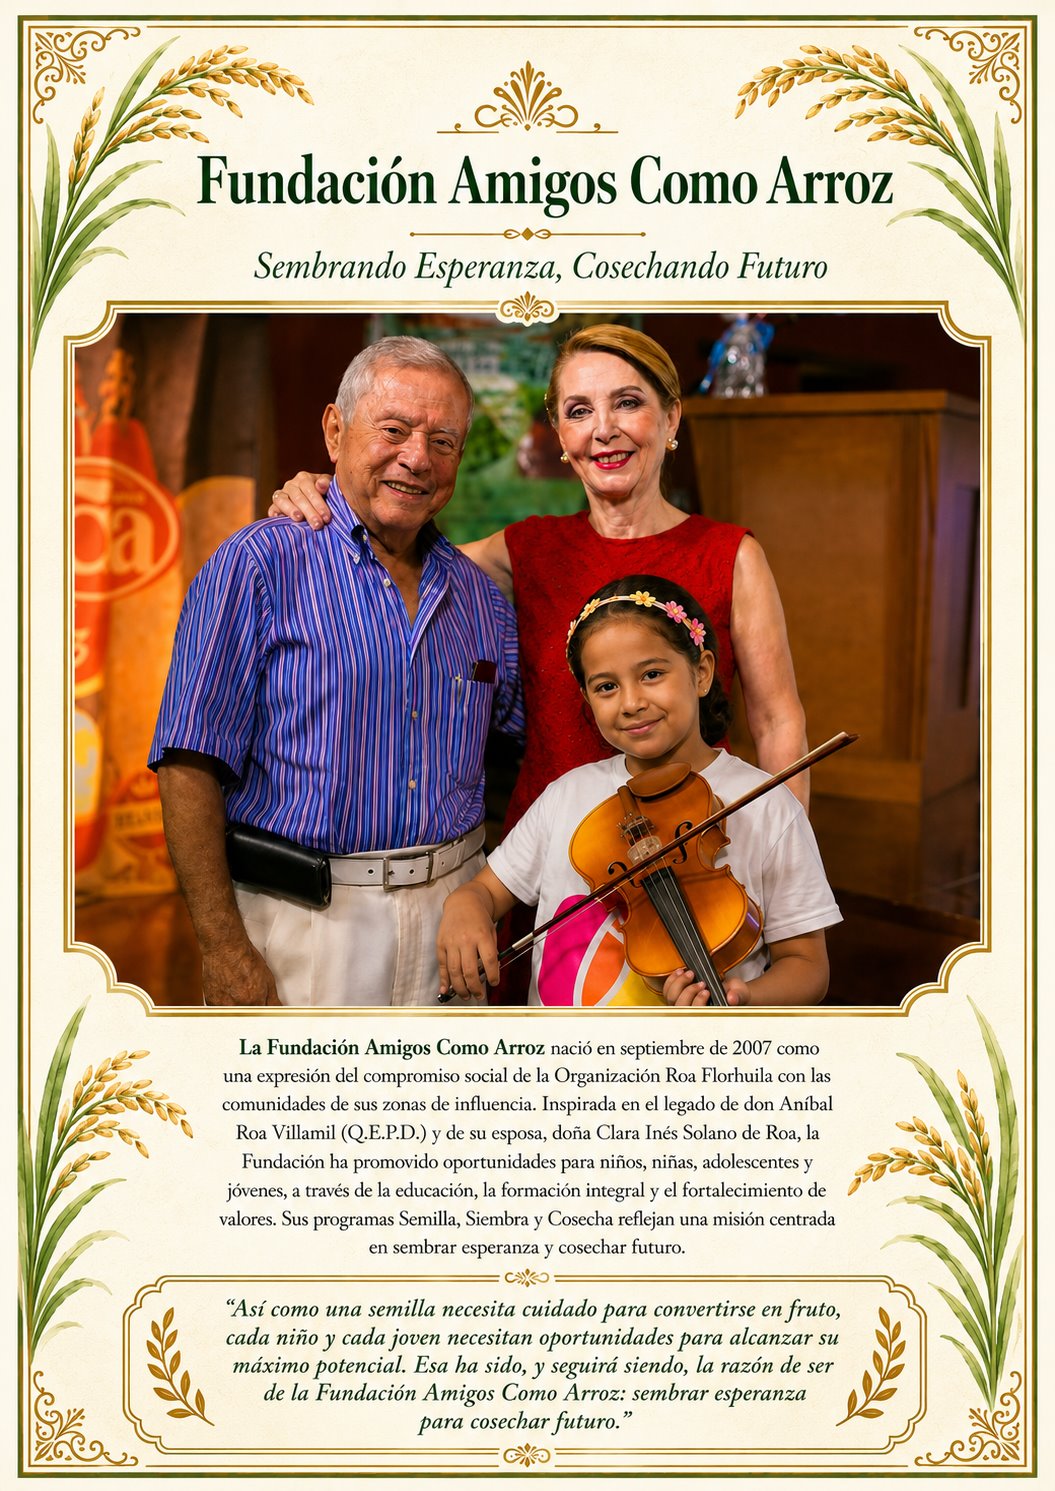 Fundación Amigos Como Arroz
Sembrando Esperanza, Cosechando Futuro
La Fundación Amigos Como Arroz nació en septiembre de 2007 como
una expresión del compromiso social de la Organización Roa Florhuila con las
comunidades de sus zonas de influencia. Inspirada en el legado de don Aníbal
Roa Villamil (Q.E.P.D.) y de su esposa, doña Clara Inés Solano de Roa, la
Fundación ha promovido oportunidades para niños, niñas, adolescentes y
jóvenes, a través de la educación, la formación integral y el fortalecimiento de
valores. Sus programas Semilla, Siembra y Cosecha reflejan una misión centrada
en sembrar esperanza y cosechar futuro.
“Así como una semilla necesita cuidado para convertirse en fruto,
cada niño y cada joven necesitan oportunidades para alcanzar su
máximo potencial. Esa ha sido, y seguirá siendo, la razón de ser
de la Fundación Amigos Como Arroz: sembrar esperanza
para cosechar futuro.”